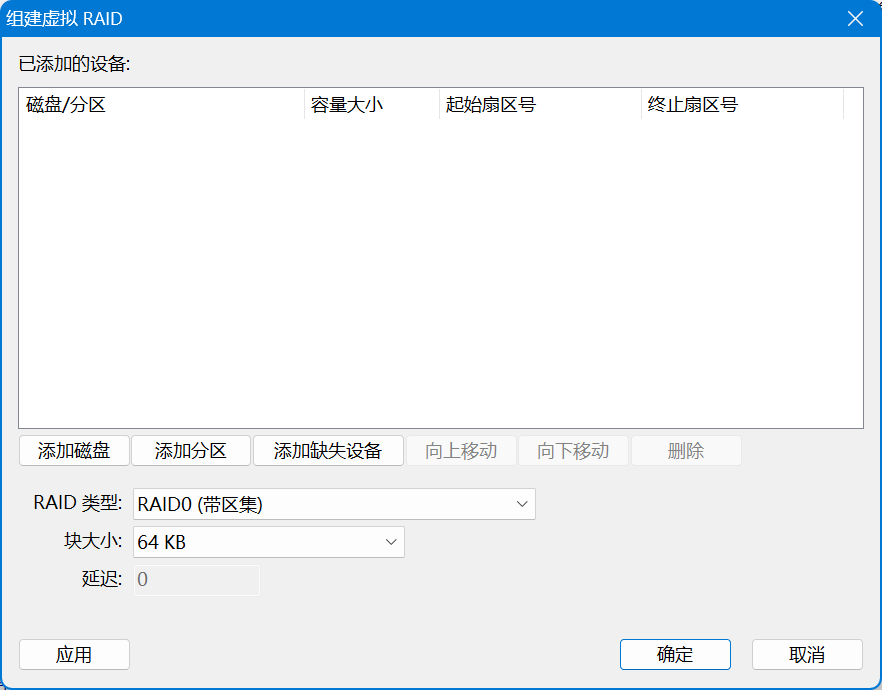 组建虚拟 RAID
已添加的设备:
磁盘/分区 容量大小 起始扇区号 终止扇区号
添加磁盘 添加分区 添加缺失设备 向上移动 向下移动 删除
RAID 类型: RAID0 (带区集)
块大小: 64 KB
延迟: 0
应用 确定 取消